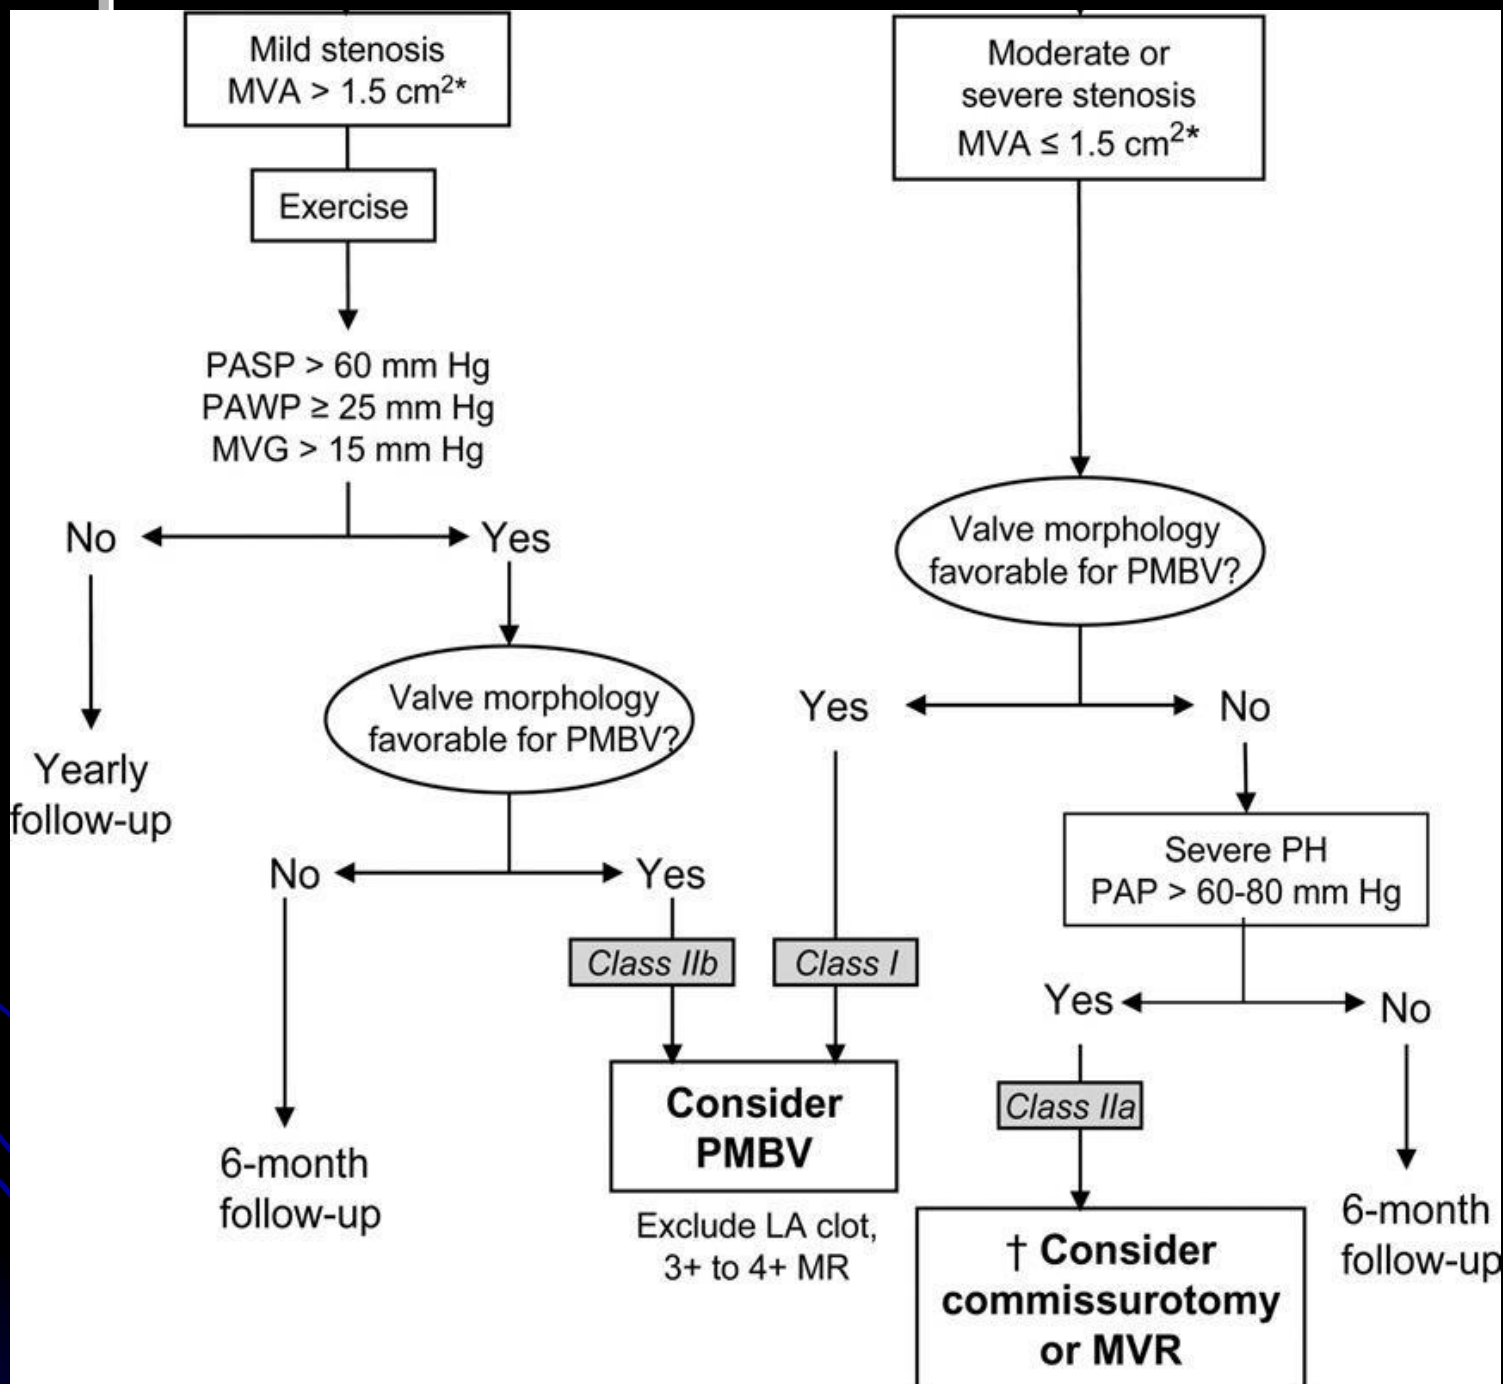 Mild stenosis
MVA > 1.5 cm²*
Exercise
PASP > 60 mm Hg
PAWP ≥ 25 mm Hg
MVG > 15 mm Hg
No
Yes
Yearly
follow-up
Valve morphology
favorable for PMBV?
No
Yes
6-month
follow-up
Class IIb
Moderate or
severe stenosis
MVA ≤ 1.5 cm²*
Valve morphology
favorable for PMBV?
Yes
No
Class I
Consider
PMBV
Exclude LA clot,
3+ to 4+ MR
Severe PH
PAP > 60-80 mm Hg
Yes
No
Class IIa
† Consider
commissurotomy
or MVR
6-month
follow-up